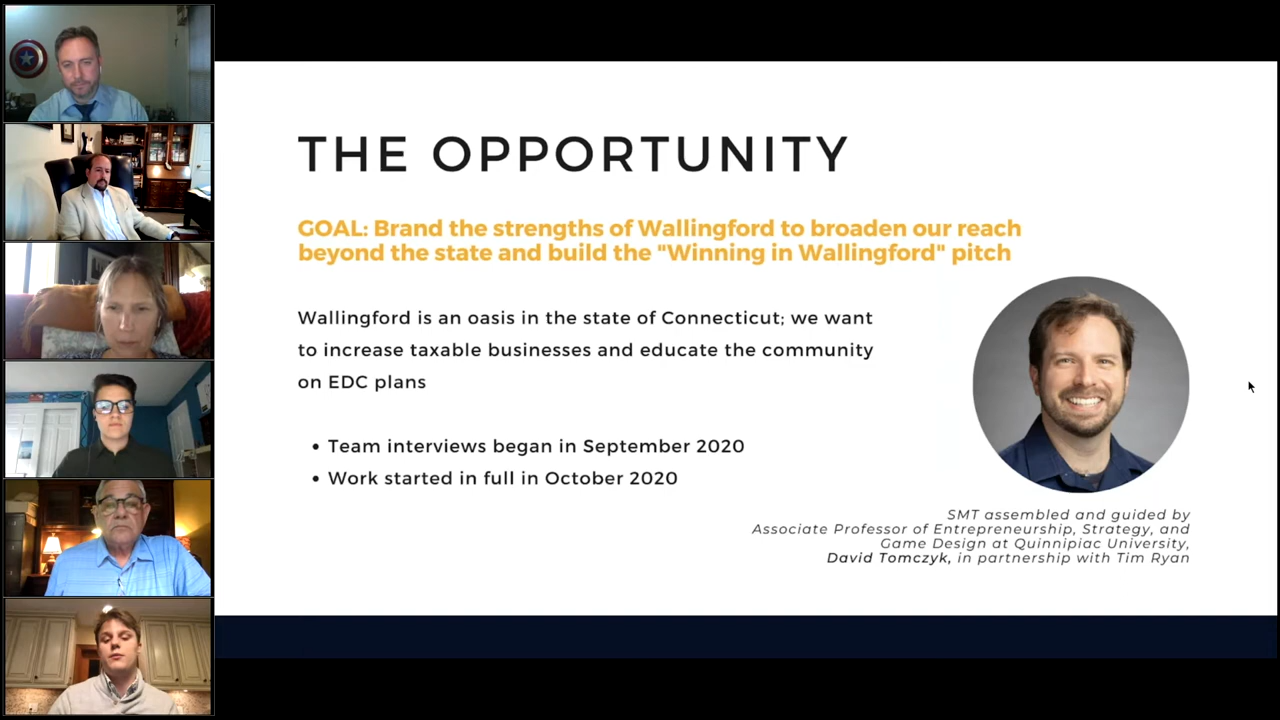 THE OPPORTUNITY
GOAL: Brand the strengths of Wallingford to broaden our reach
beyond the state and build the "Winning in Wallingford" pitch
Wallingford is an oasis in the state of Connecticut; we want
to increase taxable businesses and educate the community
on EDC plans
• Team interviews began in September 2020
• Work started in full in October 2020
SMT assembled and guided by
Associate Professor of Entrepreneurship, Strategy, and
Game Design at Quinnipiac University,
David Tomczyk, in partnership with Tim Ryan